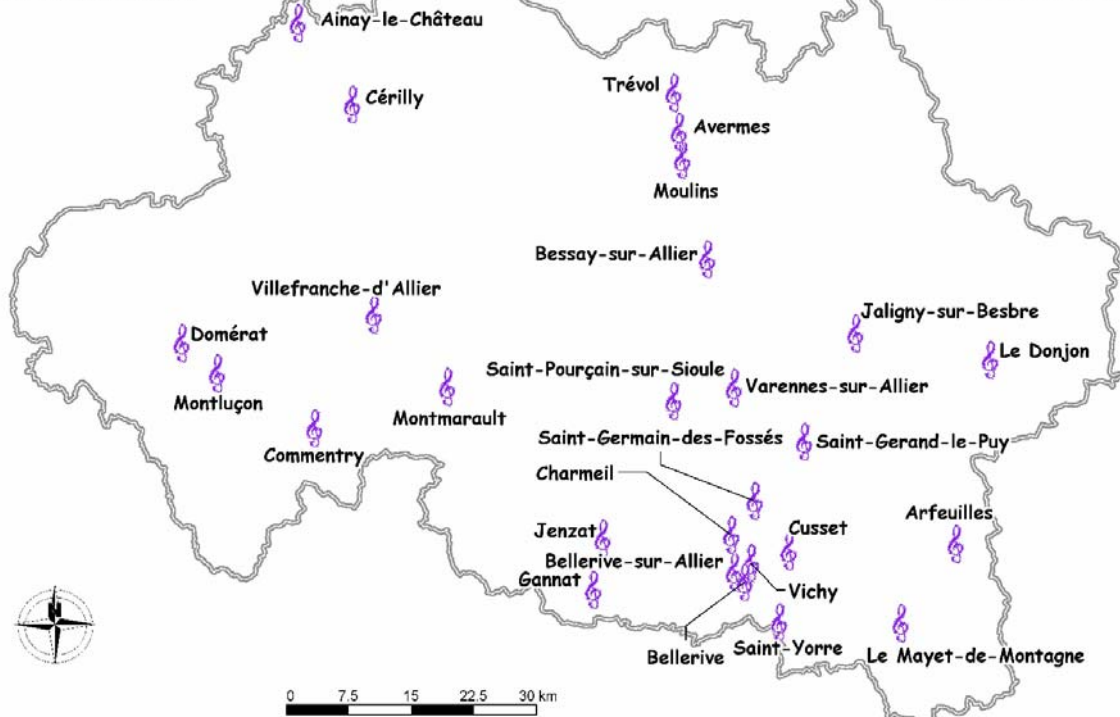 Ainay-le-Château
Trévol
Cérilly
Avermes
Moulins
Bessay-sur-Allier
Villefranche-d'Allier
Jaligny-sur-Besbre
Domérat
Le Donjon
Saint-Pourçain-sur-Sioule
Varennes-sur-Allier
Montluçon
Montmarault
Saint-Germain-des-Fossés
Saint-Gerand-le-Puy
Commentry
Charmeil
Arfeuilles
Cusset
Jenzat
Bellerive-sur-Allier
Gannat
Vichy
N
Saint-Yorre
Bellerive
Le Mayet-de-Montagne
0 7.5 15 22.5 30 km